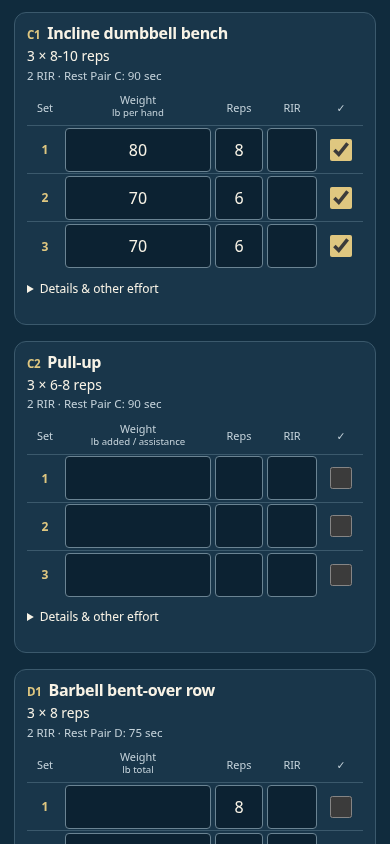 C1 Incline dumbbell bench
3 × 8-10 reps
2 RIR · Rest Pair C: 90 sec
Set Weight lb per hand Reps RIR ✓
1 80 8
2 70 6
3 70 6
▶ Details & other effort
C2 Pull-up
3 × 6-8 reps
2 RIR · Rest Pair C: 90 sec
Set Weight lb added / assistance Reps RIR ✓
1
2
3
▶ Details & other effort
D1 Barbell bent-over row
3 × 8 reps
2 RIR · Rest Pair D: 75 sec
Set Weight lb total Reps RIR ✓
1 8